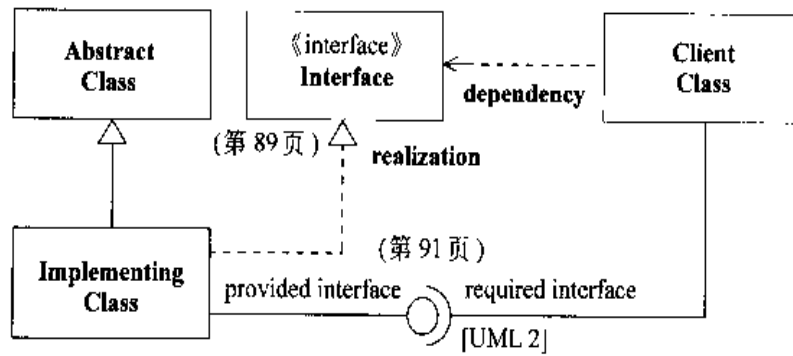 Abstract
Class
《interface》
Interface
Client
Class
dependency
(第 89 页)
realization
(第 91 页)
Implementing
Class
provided interface
required interface
[UML 2]